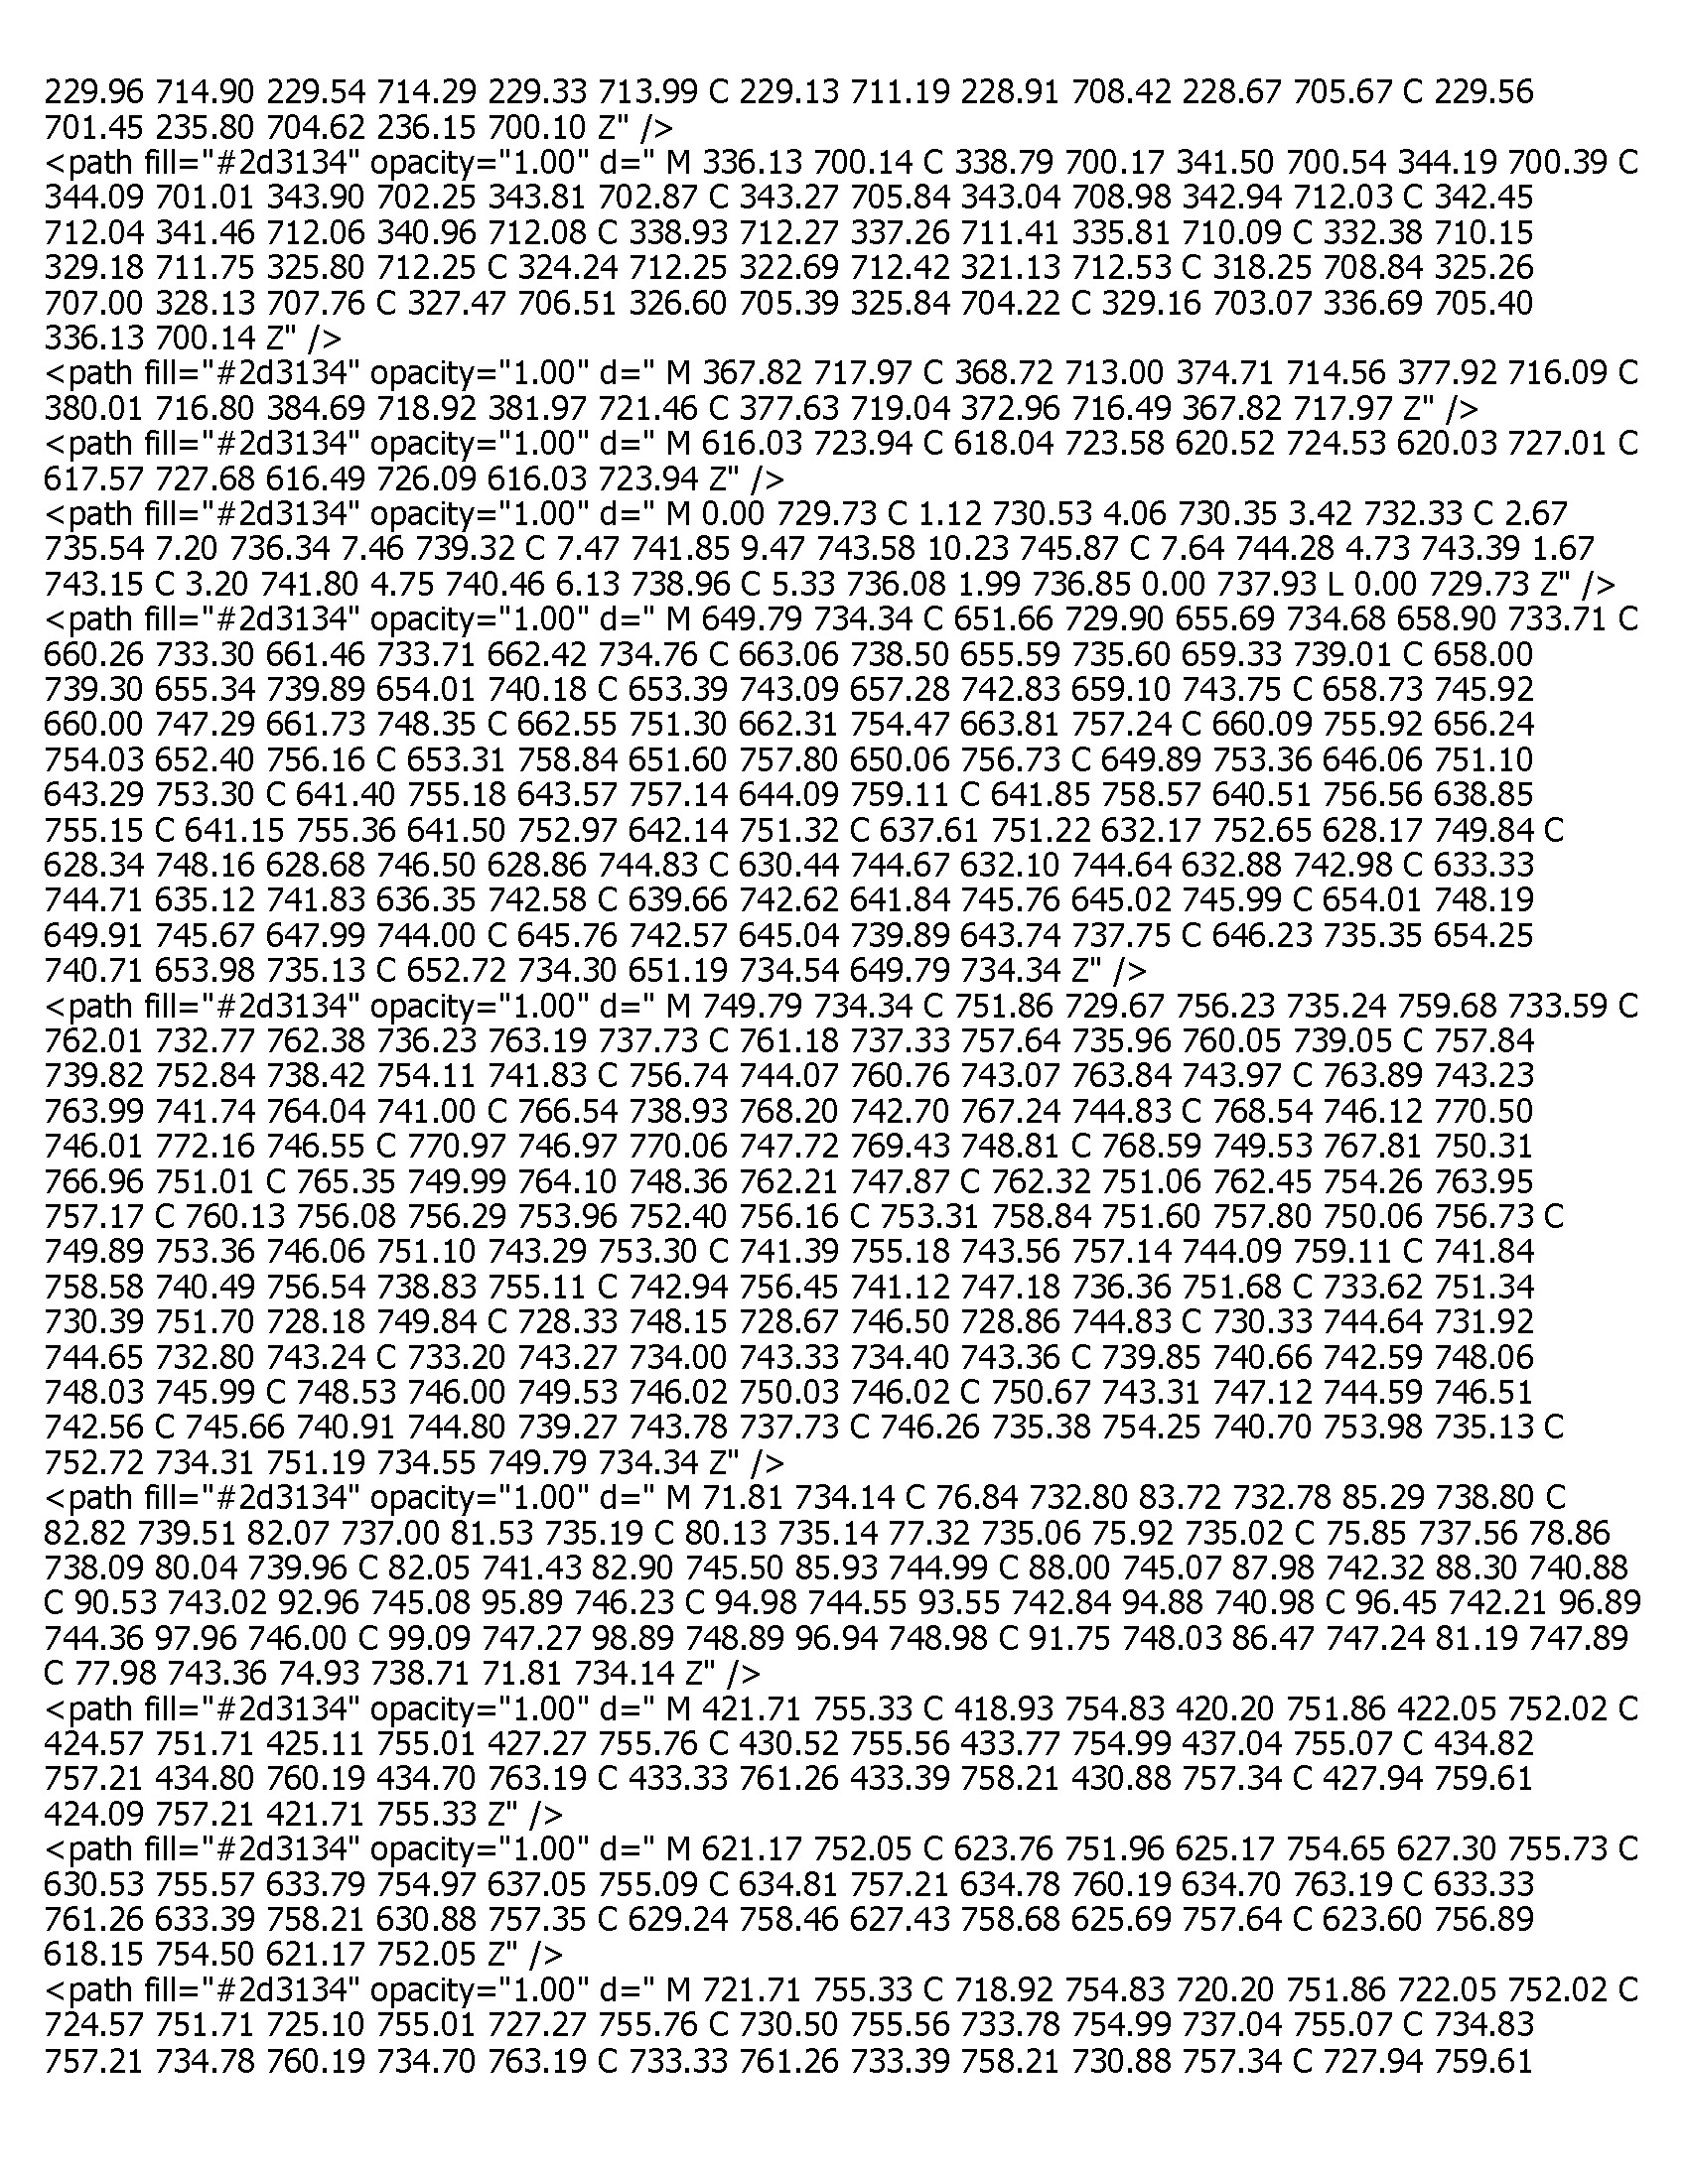 229.96 714.90 229.54 714.29 229.33 713.99 C 229.13 711.19 228.91 708.42 228.67 705.67 C 229.56
701.45 235.80 704.62 236.15 700.10 Z" />
<path fill="#2d3134" opacity="1.00" d=" M 336.13 700.14 C 338.79 700.17 341.50 700.54 344.19 700.39 C
344.09 701.01 343.90 702.25 343.81 702.87 C 343.27 705.84 343.04 708.98 342.94 712.03 C 342.45
712.04 341.46 712.06 340.96 712.08 C 338.93 712.27 337.26 711.41 335.81 710.09 C 332.38 710.15
329.18 711.75 325.80 712.25 C 324.24 712.25 322.69 712.42 321.13 712.53 C 318.25 708.84 325.26
707.00 328.13 707.76 C 327.47 706.51 326.60 705.39 325.84 704.22 C 329.16 703.07 336.69 705.40
336.13 700.14 Z" />
<path fill="#2d3134" opacity="1.00" d=" M 367.82 717.97 C 368.72 713.00 374.71 714.56 377.92 716.09 C
380.01 716.80 384.69 718.92 381.97 721.46 C 377.63 719.04 372.96 716.49 367.82 717.97 Z" />
<path fill="#2d3134" opacity="1.00" d=" M 616.03 723.94 C 618.04 723.58 620.52 724.53 620.03 727.01 C
617.57 727.68 616.49 726.09 616.03 723.94 Z" />
<path fill="#2d3134" opacity="1.00" d=" M 0.00 729.73 C 1.12 730.53 4.06 730.35 3.42 732.33 C 2.67
735.54 7.20 736.34 7.46 739.32 C 7.47 741.85 9.47 743.58 10.23 745.87 C 7.64 744.28 4.73 743.39 1.67
743.15 C 3.20 741.80 4.75 740.46 6.13 738.96 C 5.33 736.08 1.99 736.85 0.00 737.93 L 0.00 729.73 Z" />
<path fill="#2d3134" opacity="1.00" d=" M 649.79 734.34 C 651.66 729.90 655.69 734.68 658.90 733.71 C
660.26 733.30 661.46 733.71 662.42 734.76 C 663.06 738.50 655.59 735.60 659.33 739.01 C 658.00
739.30 655.34 739.89 654.01 740.18 C 653.39 743.09 657.28 742.83 659.10 743.75 C 658.73 745.92
660.00 747.29 661.73 748.35 C 662.55 751.30 662.31 754.47 663.81 757.24 C 660.09 755.92 656.24
754.03 652.40 756.16 C 653.31 758.84 651.60 757.80 650.06 756.73 C 649.89 753.36 646.06 751.10
643.29 753.30 C 641.40 755.18 643.57 757.14 644.09 759.11 C 641.85 758.57 640.51 756.56 638.85
755.15 C 641.15 755.36 641.50 752.97 642.14 751.32 C 637.61 751.22 632.17 752.65 628.17 749.84 C
628.34 748.16 628.68 746.50 628.86 744.83 C 630.44 744.67 632.10 744.64 632.88 742.98 C 633.33
744.71 635.12 741.83 636.35 742.58 C 639.66 742.62 641.84 745.76 645.02 745.99 C 654.01 748.19
649.91 745.67 647.99 744.00 C 645.76 742.57 645.04 739.89 643.74 737.75 C 646.23 735.35 654.25
740.71 653.98 735.13 C 652.72 734.30 651.19 734.54 649.79 734.34 Z" />
<path fill="#2d3134" opacity="1.00" d=" M 749.79 734.34 C 751.86 729.67 756.23 735.24 759.68 733.59 C
762.01 732.77 762.38 736.23 763.19 737.73 C 761.18 737.33 757.64 735.96 760.05 739.05 C 757.84
739.82 752.84 738.42 754.11 741.83 C 756.74 744.07 760.76 743.07 763.84 743.97 C 763.89 743.23
763.99 741.74 764.04 741.00 C 766.54 738.93 768.20 742.70 767.24 744.83 C 768.54 746.12 770.50
746.01 772.16 746.55 C 770.97 746.97 770.06 747.72 769.43 748.81 C 768.59 749.53 767.81 750.31
766.96 751.01 C 765.35 749.99 764.10 748.36 762.21 747.87 C 762.32 751.06 762.45 754.26 763.95
757.17 C 760.13 756.08 756.29 753.96 752.40 756.16 C 753.31 758.84 751.60 757.80 750.06 756.73 C
749.89 753.36 746.06 751.10 743.29 753.30 C 741.39 755.18 743.56 757.14 744.09 759.11 C 741.84
758.58 740.49 756.54 738.83 755.11 C 742.94 756.45 741.12 747.18 736.36 751.68 C 733.62 751.34
730.39 751.70 728.18 749.84 C 728.33 748.15 728.67 746.50 728.86 744.83 C 730.33 744.64 731.92
744.65 732.80 743.24 C 733.20 743.27 734.00 743.33 734.40 743.36 C 739.85 740.66 742.59 748.06
748.03 745.99 C 748.53 746.00 749.53 746.02 750.03 746.02 C 750.67 743.31 747.12 744.59 746.51
742.56 C 745.66 740.91 744.80 739.27 743.78 737.73 C 746.26 735.38 754.25 740.70 753.98 735.13 C
752.72 734.31 751.19 734.55 749.79 734.34 Z" />
<path fill="#2d3134" opacity="1.00" d=" M 71.81 734.14 C 76.84 732.80 83.72 732.78 85.29 738.80 C
82.82 739.51 82.07 737.00 81.53 735.19 C 80.13 735.14 77.32 735.06 75.92 735.02 C 75.85 737.56 78.86
738.09 80.04 739.96 C 82.05 741.43 82.90 745.50 85.93 744.99 C 88.00 745.07 87.98 742.32 88.30 740.88
C 90.53 743.02 92.96 745.08 95.89 746.23 C 94.98 744.55 93.55 742.84 94.88 740.98 C 96.45 742.21 96.89
744.36 97.96 746.00 C 99.09 747.27 98.89 748.89 96.94 748.98 C 91.75 748.03 86.47 747.24 81.19 747.89
C 77.98 743.36 74.93 738.71 71.81 734.14 Z" />
<path fill="#2d3134" opacity="1.00" d=" M 421.71 755.33 C 418.93 754.83 420.20 751.86 422.05 752.02 C
424.57 751.71 425.11 755.01 427.27 755.76 C 430.52 755.56 433.77 754.99 437.04 755.07 C 434.82
757.21 434.80 760.19 434.70 763.19 C 433.33 761.26 433.39 758.21 430.88 757.34 C 427.94 759.61
424.09 757.21 421.71 755.33 Z" />
<path fill="#2d3134" opacity="1.00" d=" M 621.17 752.05 C 623.76 751.96 625.17 754.65 627.30 755.73 C
630.53 755.57 633.79 754.97 637.05 755.09 C 634.81 757.21 634.78 760.19 634.70 763.19 C 633.33
761.26 633.39 758.21 630.88 757.35 C 629.24 758.46 627.43 758.68 625.69 757.64 C 623.60 756.89
618.15 754.50 621.17 752.05 Z" />
<path fill="#2d3134" opacity="1.00" d=" M 721.71 755.33 C 718.92 754.83 720.20 751.86 722.05 752.02 C
724.57 751.71 725.10 755.01 727.27 755.76 C 730.50 755.56 733.78 754.99 737.04 755.07 C 734.83
757.21 734.78 760.19 734.70 763.19 C 733.33 761.26 733.39 758.21 730.88 757.34 C 727.94 759.61